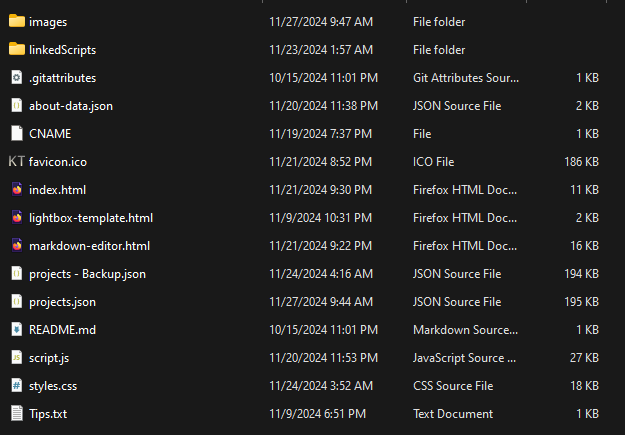 images 11/27/2024 9:47 AM File folder
linkedScripts 11/23/2024 1:57 AM File folder
.gitattributes 10/15/2024 11:01 PM Git Attributes Sour... 1 KB
about-data.json 11/20/2024 11:38 PM JSON Source File 2 KB
CNAME 11/19/2024 7:37 PM File 1 KB
KT favicon.ico 11/21/2024 8:52 PM ICO File 186 KB
index.html 11/21/2024 9:30 PM Firefox HTML Doc... 11 KB
lightbox-template.html 11/9/2024 10:31 PM Firefox HTML Doc... 2 KB
markdown-editor.html 11/21/2024 9:22 PM Firefox HTML Doc... 16 KB
projects - Backup.json 11/24/2024 4:16 AM JSON Source File 194 KB
projects.json 11/27/2024 9:44 AM JSON Source File 195 KB
README.md 10/15/2024 11:01 PM Markdown Source... 1 KB
script.js 11/20/2024 11:53 PM JavaScript Source ... 27 KB
styles.css 11/24/2024 3:52 AM CSS Source File 18 KB
Tips.txt 11/9/2024 6:51 PM Text Document 1 KB